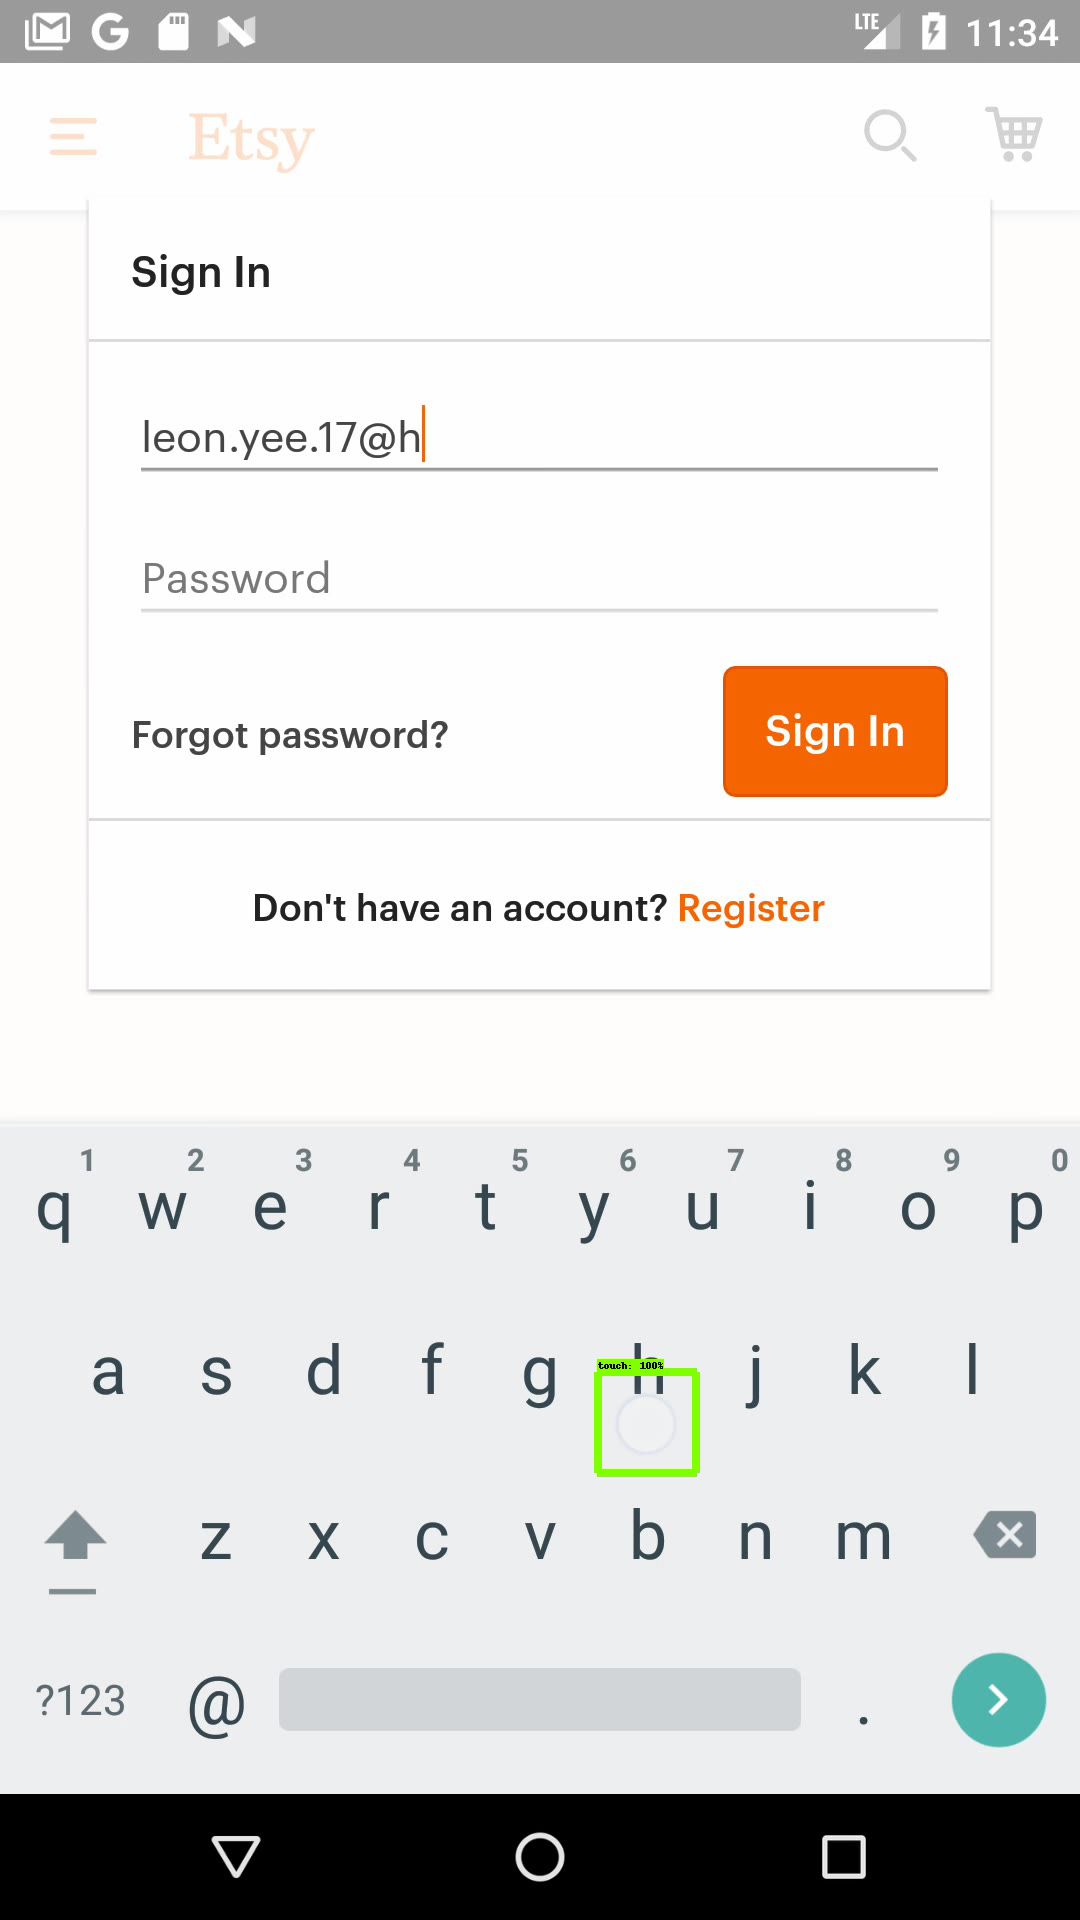 LTE 11:34
Etsy
Sign In
leon.yee.17@h
Password
Forgot password? Sign In
Don't have an account? Register
1 2 3 4 5 6 7 8 9 0
q w e r t y u i o p
a s d f g h j k l
touch: 100%
z x c v b n m
?123 @ .